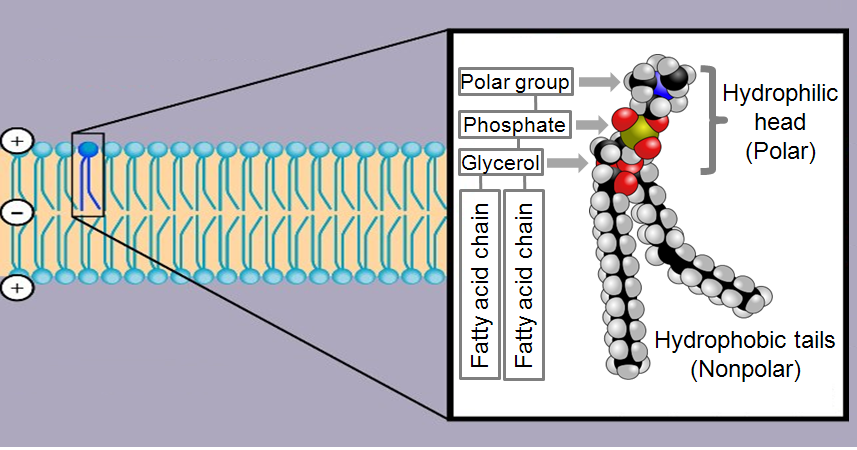 +
−
+
Polar group
Phosphate
Glycerol
Fatty acid chain
Fatty acid chain
Hydrophilic
head
(Polar)
Hydrophobic tails
(Nonpolar)